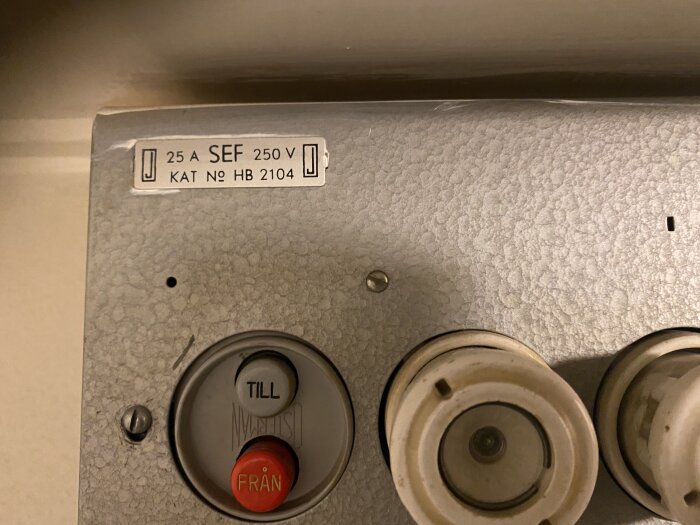 25 A SEF 250 V
KAT Nº HB 2104
TILL
FRÅN